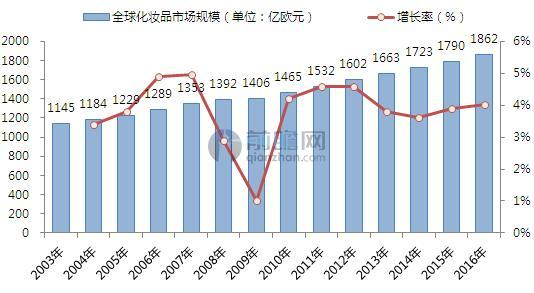 全球化妆品市场规模(单位:亿欧元) 增长率(%)
2000 1800 1600 1400 1200 1000 800 600 400 200 0
1145 1184 1229 1289 1353 1392 1406 1465 1532 1602 1663 1723 1790 1862
6% 5% 4% 3% 2% 1% 0%
前瞻网
qianzhan.com
2003年 2004年 2005年 2006年 2007年 2008年 2009年 2010年 2011年 2012年 2013年 2014年 2015年 2016年